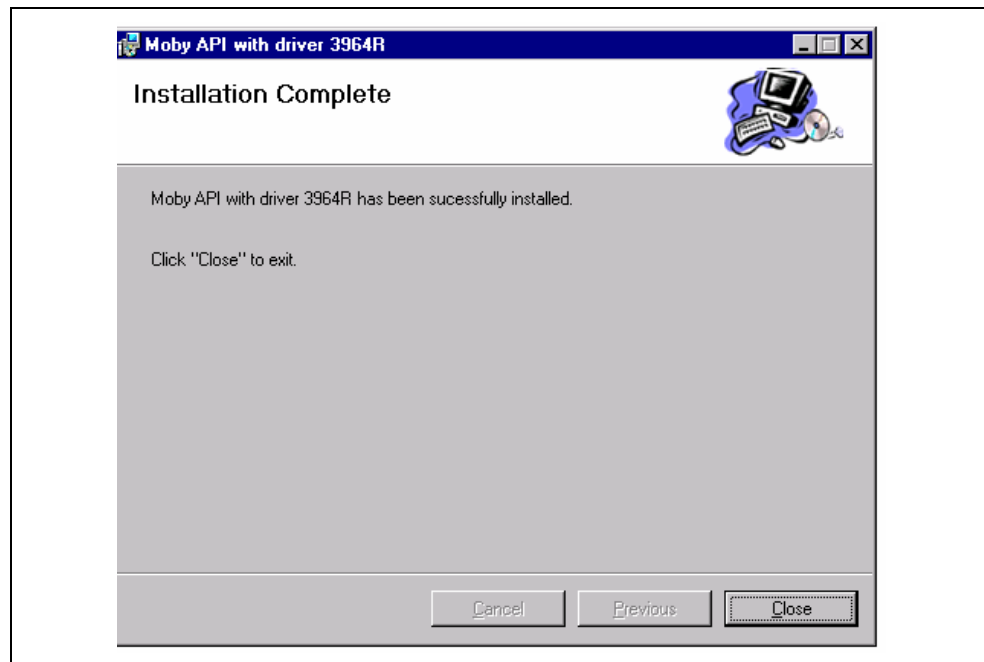 Moby API with driver 3964R
Installation Complete
Moby API with driver 3964R has been sucessfully installed.
Click "Close" to exit.
Cancel
Previous
Close